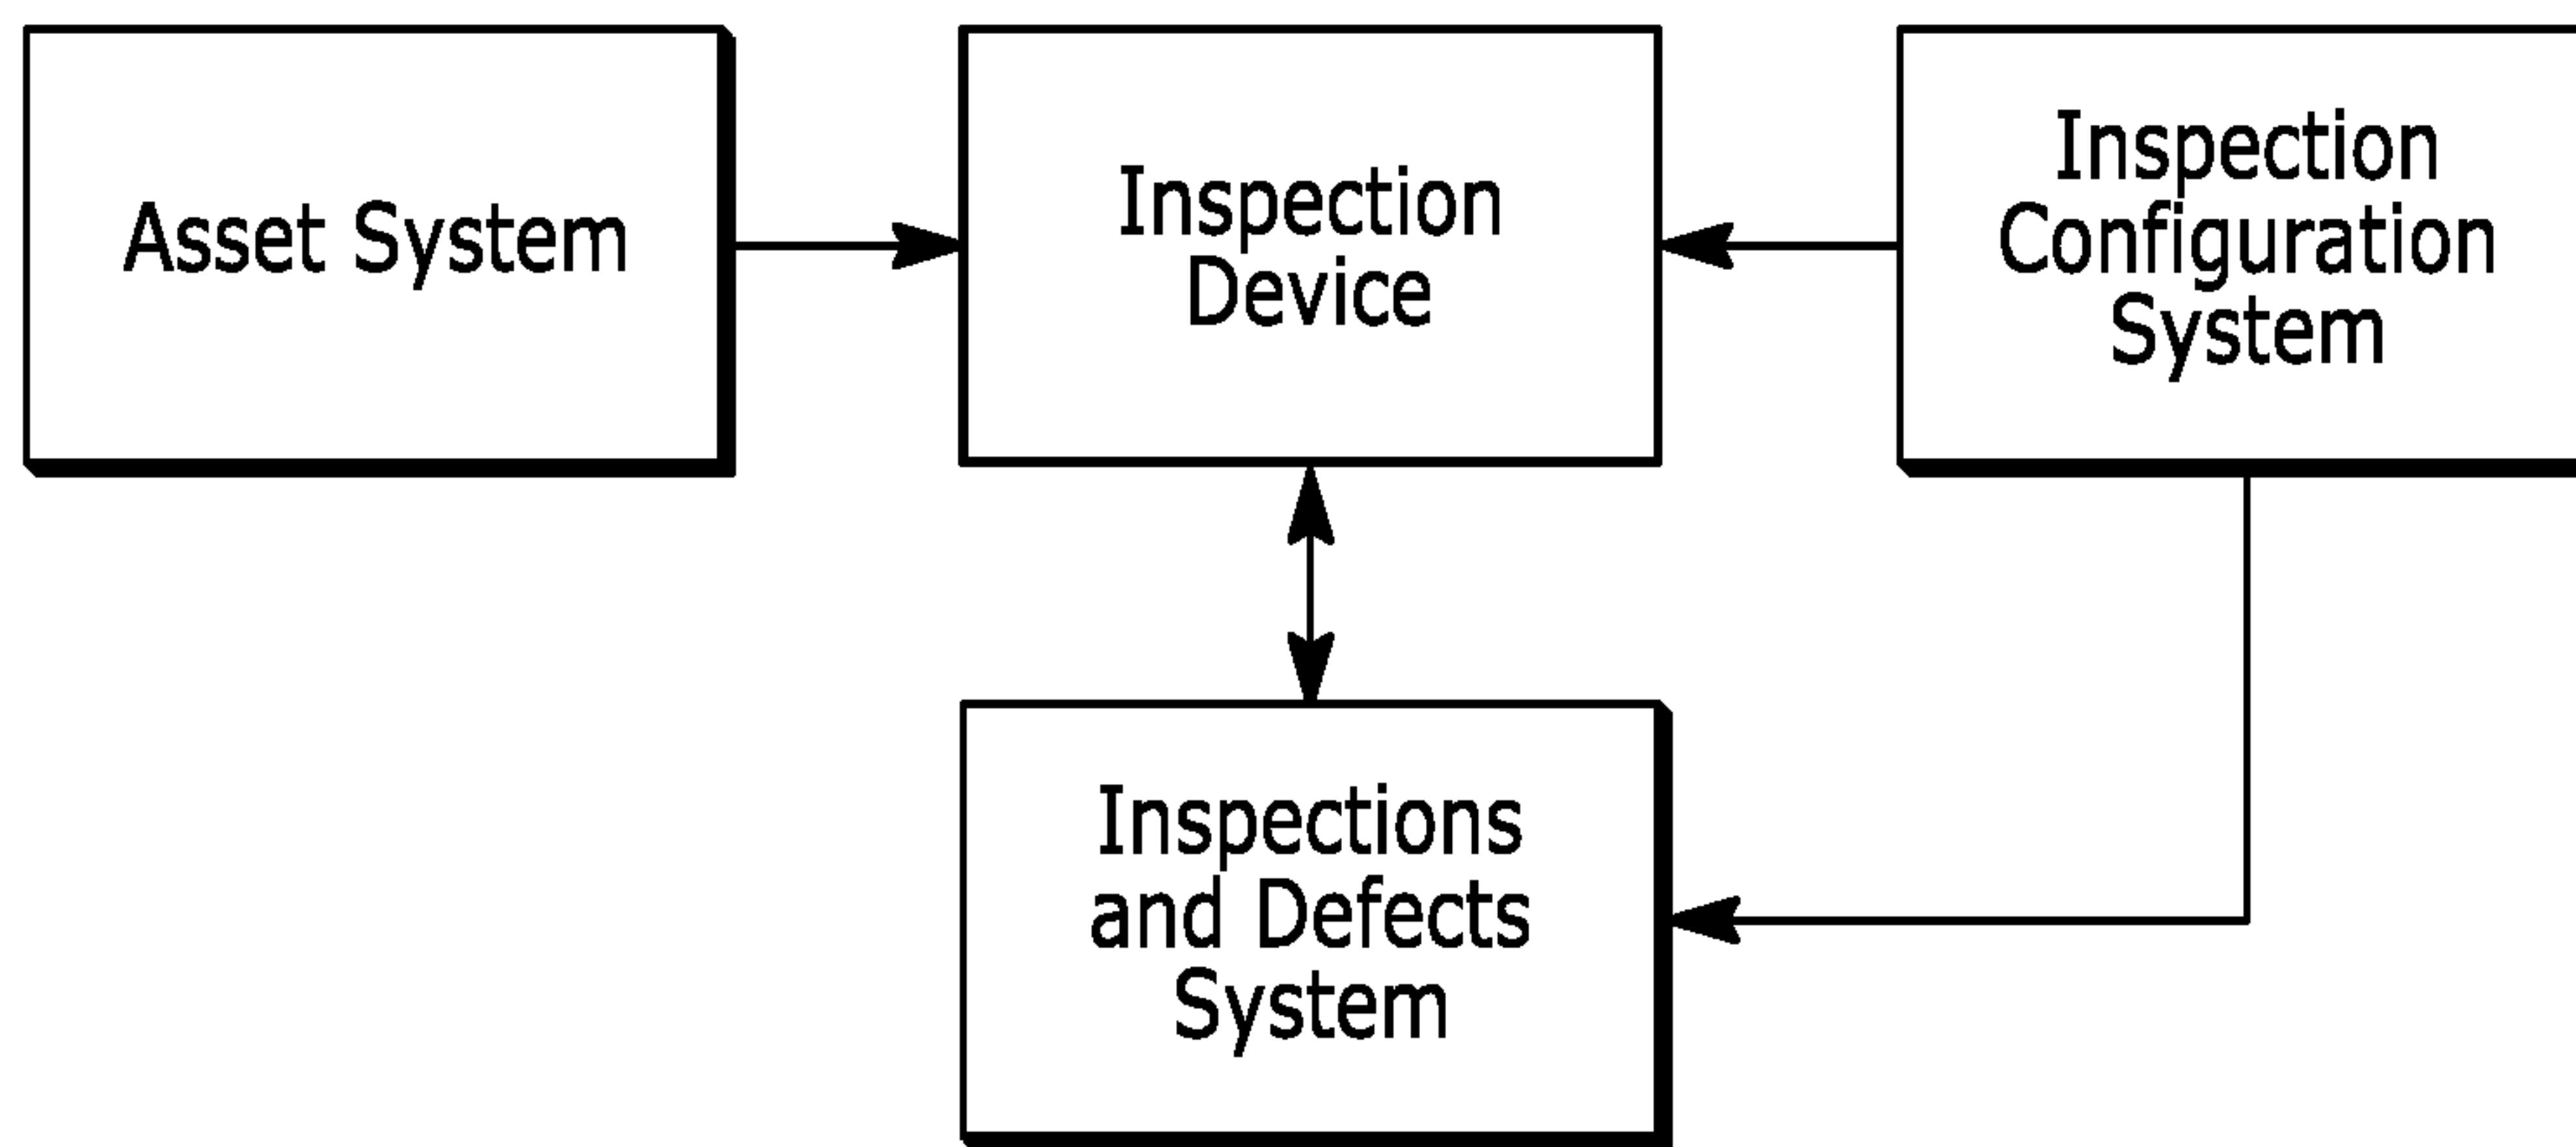 Asset System
Inspection
Device
Inspection
Configuration
System
Inspections
and Defects
System